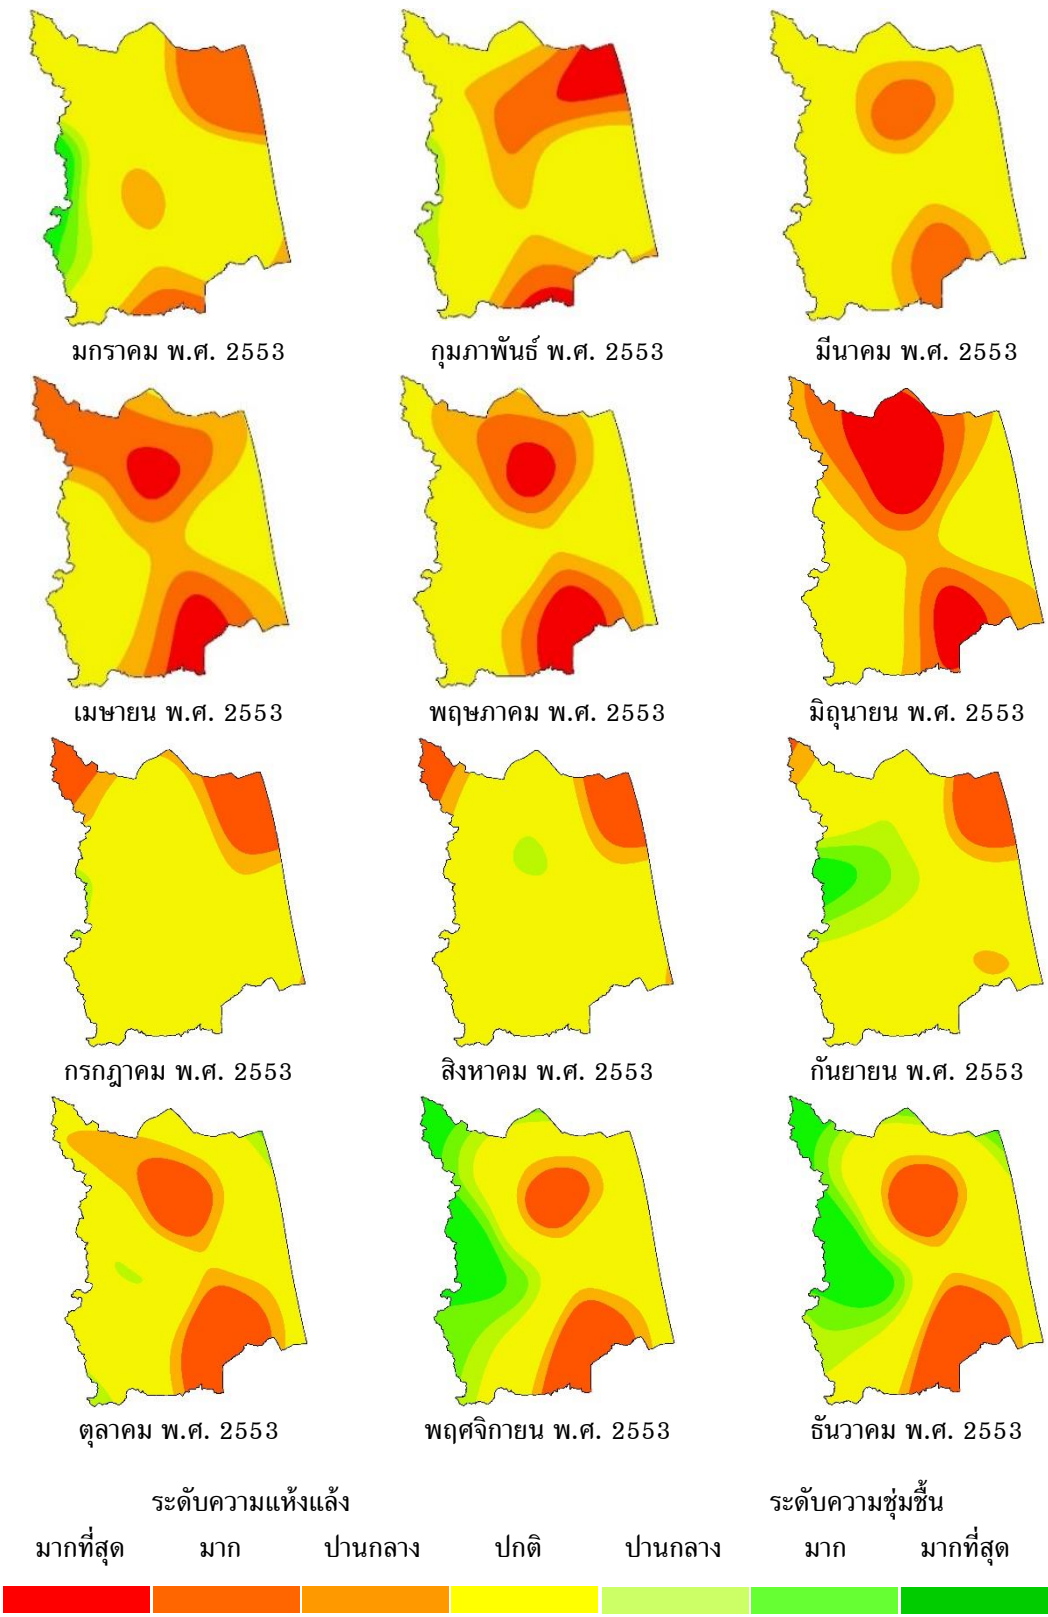 มกราคม พ.ศ. 2553 กุมภาพันธ์ พ.ศ. 2553 มีนาคม พ.ศ. 2553
เมษายน พ.ศ. 2553 พฤษภาคม พ.ศ. 2553 มิถุนายน พ.ศ. 2553
กรกฎาคม พ.ศ. 2553 สิงหาคม พ.ศ. 2553 กันยายน พ.ศ. 2553
ตุลาคม พ.ศ. 2553 พฤศจิกายน พ.ศ. 2553 ธันวาคม พ.ศ. 2553
ระดับความแห้งแล้ง ระดับความชุ่มชื้น
มากที่สุด มาก ปานกลาง ปกติ ปานกลาง มาก มากที่สุด